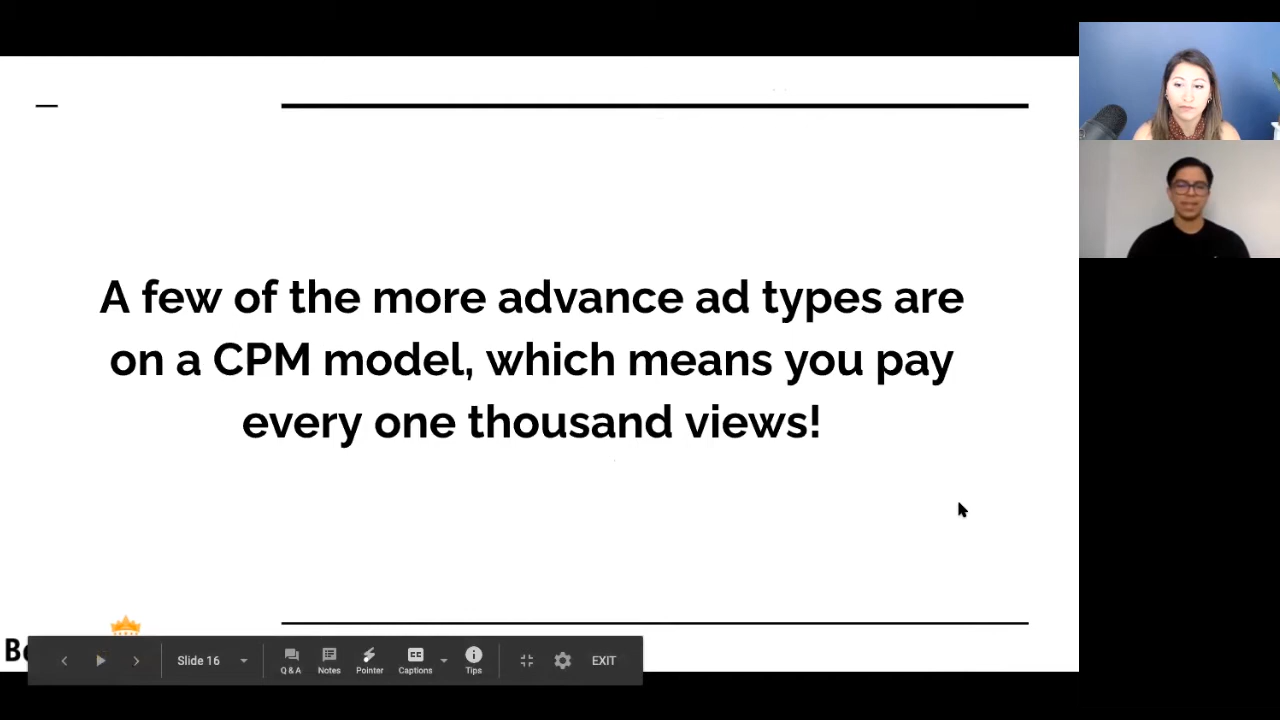 A few of the more advance ad types are
on a CPM model, which means you pay
every one thousand views!
Slide 16
Q & A
Notes
Pointer
Captions
Tips
EXIT